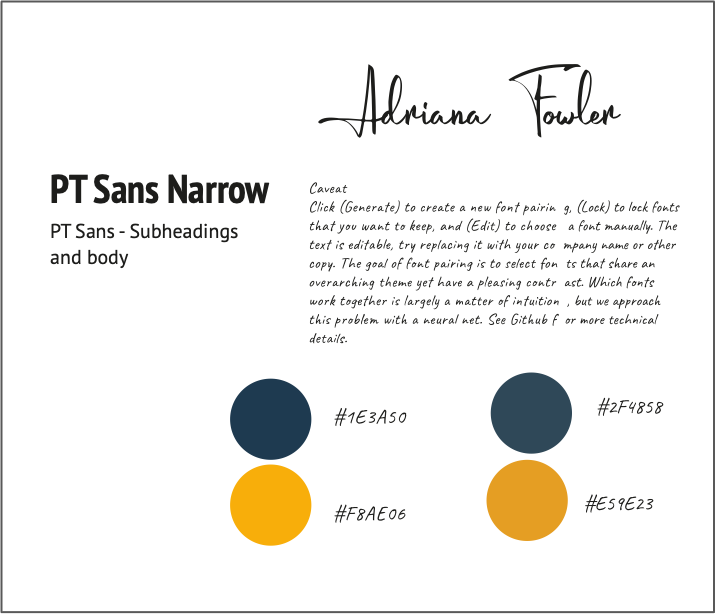 Adriana Fowler
PT Sans Narrow
PT Sans - Subheadings
and body
Caveat
Click (Generate) to create a new font pairin g, (Lock) to lock fonts
that you want to keep, and (Edit) to choose a font manually. The
text is editable, try replacing it with your co mpany name or other
copy. The goal of font pairing is to select fon ts that share an
overarching theme yet have a pleasing contr ast. Which fonts
work together is largely a matter of intuition , but we approach
this problem with a neural net. See Github f or more technical
details.
#1E3A50
#2F4858
#F8AE06
#E59E23